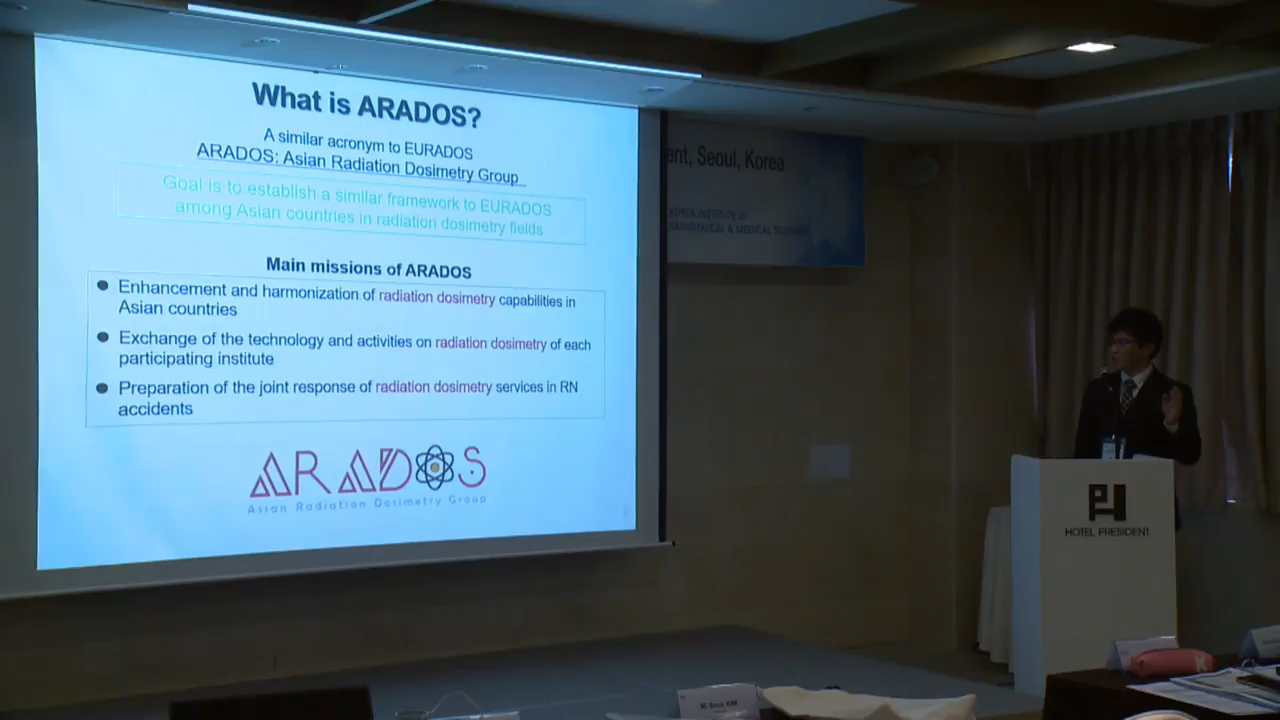 What is ARADOS?
A similar acronym to EURADOS
ARADOS: Asian Radiation Dosimetry Group
Goal is to establish a similar framework to EURADOS
among Asian countries in radiation dosimetry fields
Main missions of ARADOS
Enhancement and harmonization of radiation dosimetry capabilities in
Asian countries
Exchange of the technology and activities on radiation dosimetry of each
participating institute
Preparation of the joint response of radiation dosimetry services in RN
accidents
ARADOS
Asian Radiation Dosimetry Group
ent, Seoul, Korea
KOREA INSTITUTE OF
RADIOLOGICAL & MEDICAL
HOTEL PRESIDENT